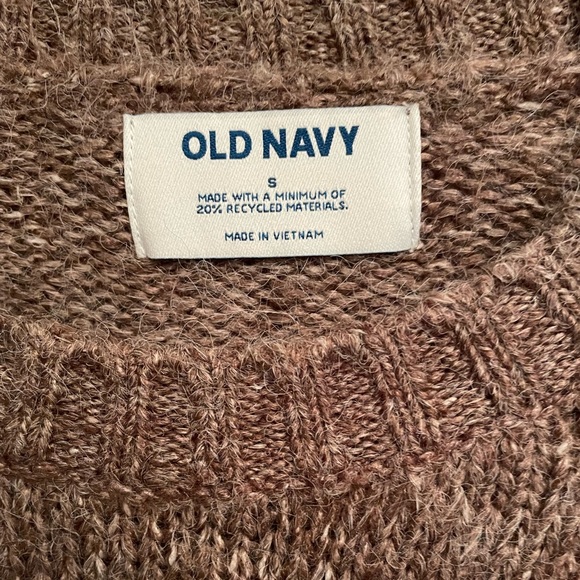 OLD NAVY
S
MADE WITH A MINIMUM OF
20% RECYCLED MATERIALS.
MADE IN VIETNAM